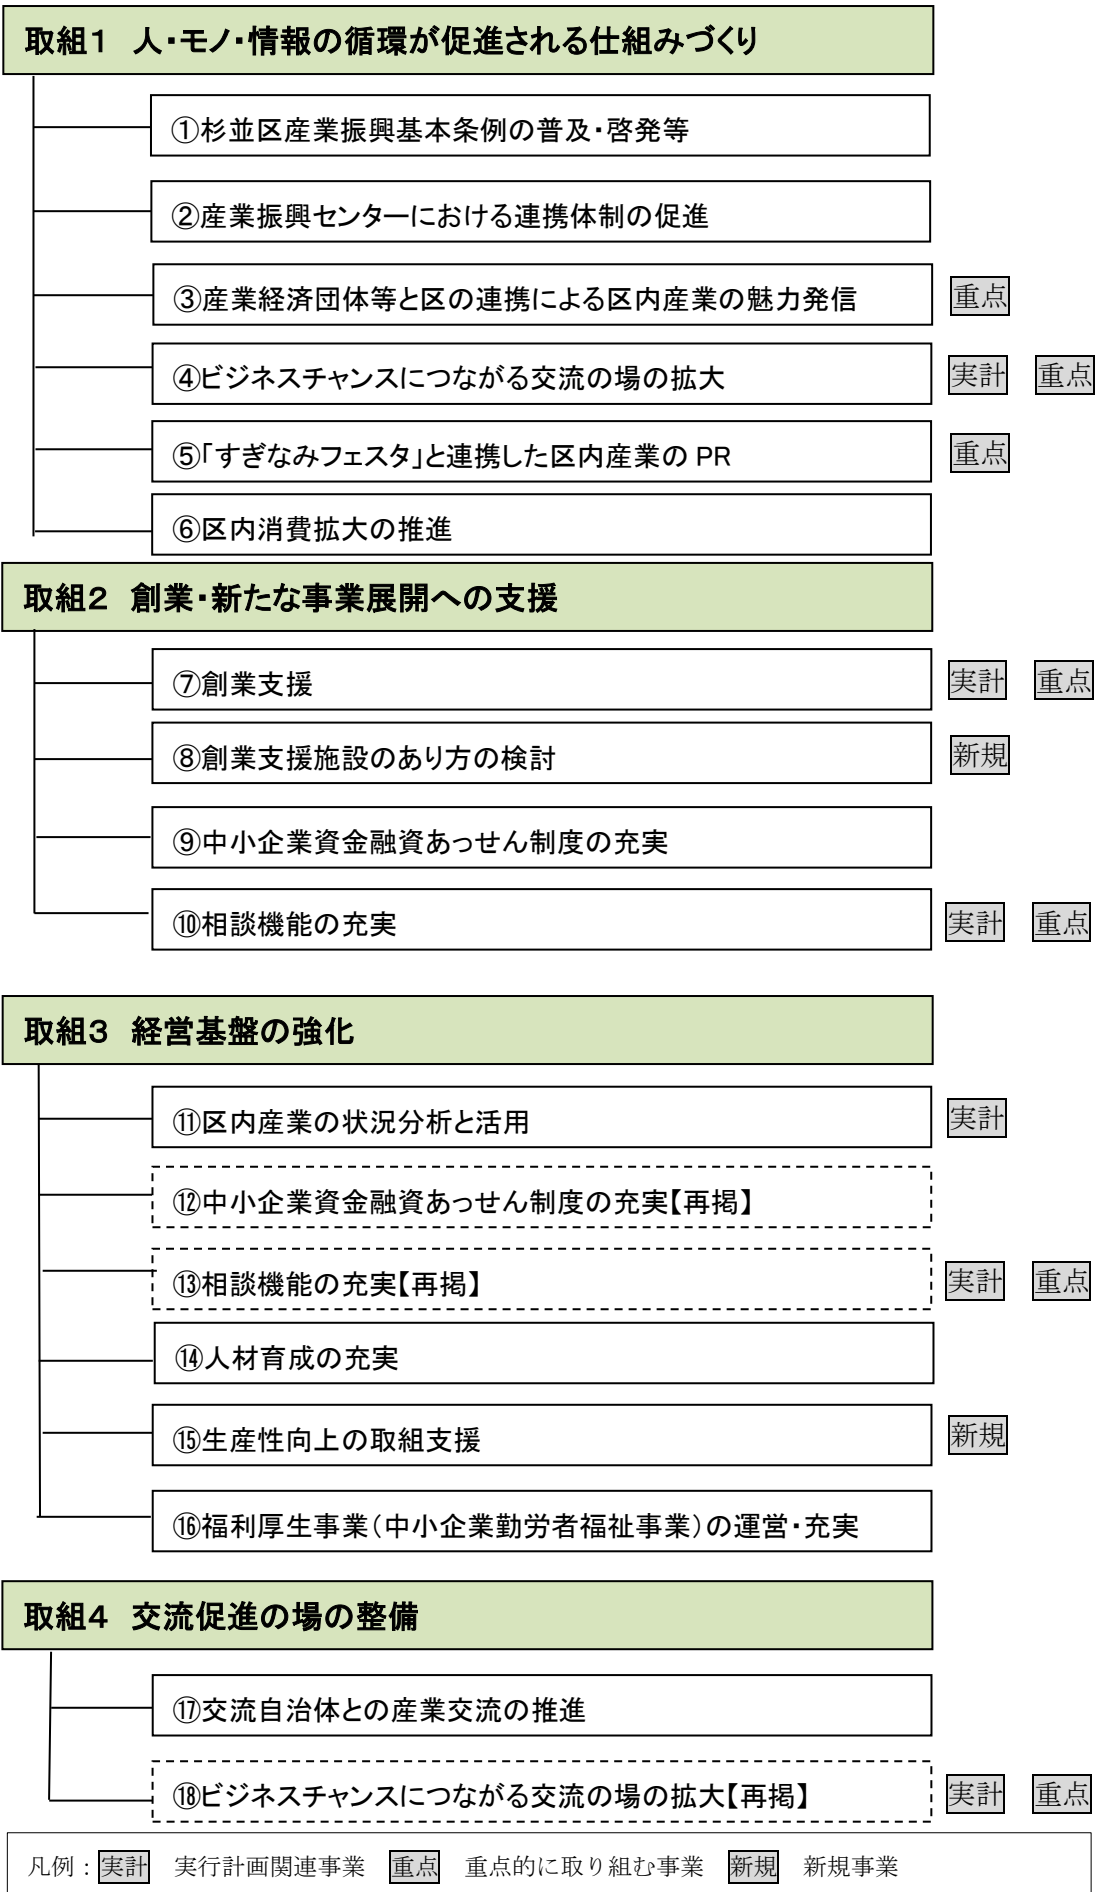 取組1 人・モノ・情報の循環が促進される仕組みづくり
①杉並区産業振興基本条例の普及・啓発等
②産業振興センターにおける連携体制の促進
③産業経済団体等と区の連携による区内産業の魅力発信 重点
④ビジネスチャンスにつながる交流の場の拡大 実計 重点
⑤「すぎなみフェスタ」と連携した区内産業の PR 重点
⑥区内消費拡大の推進
取組2 創業・新たな事業展開への支援
⑦創業支援 実計 重点
⑧創業支援施設のあり方の検討 新規
⑨中小企業資金融資あっせん制度の充実
⑩相談機能の充実 実計 重点
取組3 経営基盤の強化
⑪区内産業の状況分析と活用 実計
⑫中小企業資金融資あっせん制度の充実【再掲】
⑬相談機能の充実【再掲】 実計 重点
⑭人材育成の充実
⑮生産性向上の取組支援 新規
⑯福利厚生事業(中小企業勤労者福祉事業)の運営・充実
取組4 交流促進の場の整備
⑰交流自治体との産業交流の推進
⑱ビジネスチャンスにつながる交流の場の拡大【再掲】 実計 重点
凡例：実計 実行計画関連事業 重点 重点的に取り組む事業 新規 新規事業